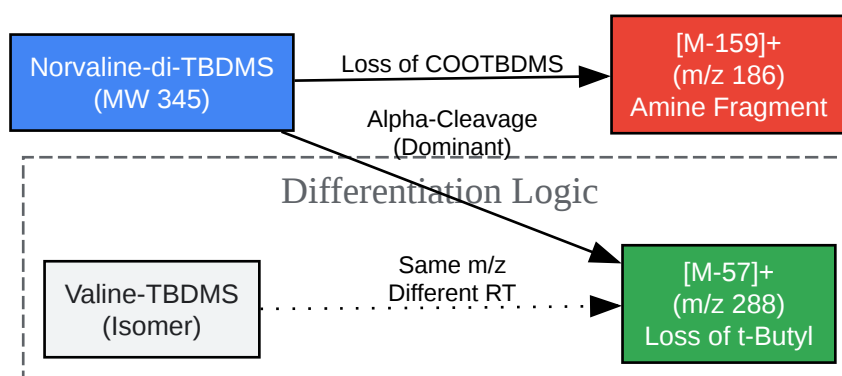 Norvaline-di-TBDMS
(MW 345)
Loss of COOTBDMS
[M-159]+
(m/z 186)
Amine Fragment
Alpha-Cleavage
(Dominant)
Differentiation Logic
Valine-TBDMS
(Isomer)
Same m/z
Different RT
[M-57]+
(m/z 288)
Loss of t-Butyl